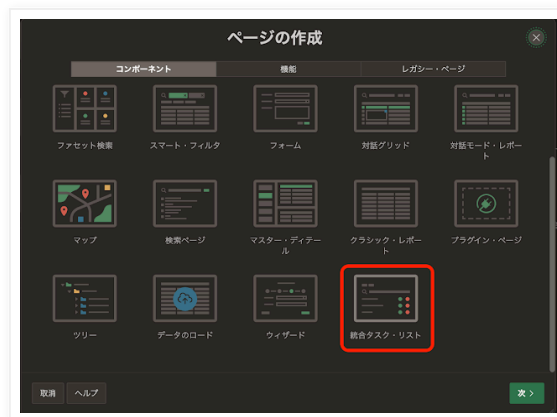 ページの作成
コンポーネント 機能 レガシー・ページ
ファセット検索 スマート・フィルタ フォーム 対話グリッド 対話モード・レポー
ト
マップ 検索ページ マスター・ディテー クラシック・レポー プラグイン・ページ
ル ト
ツリー データのロード ウィザード 統合タスク・リスト
取消 ヘルプ 次 >